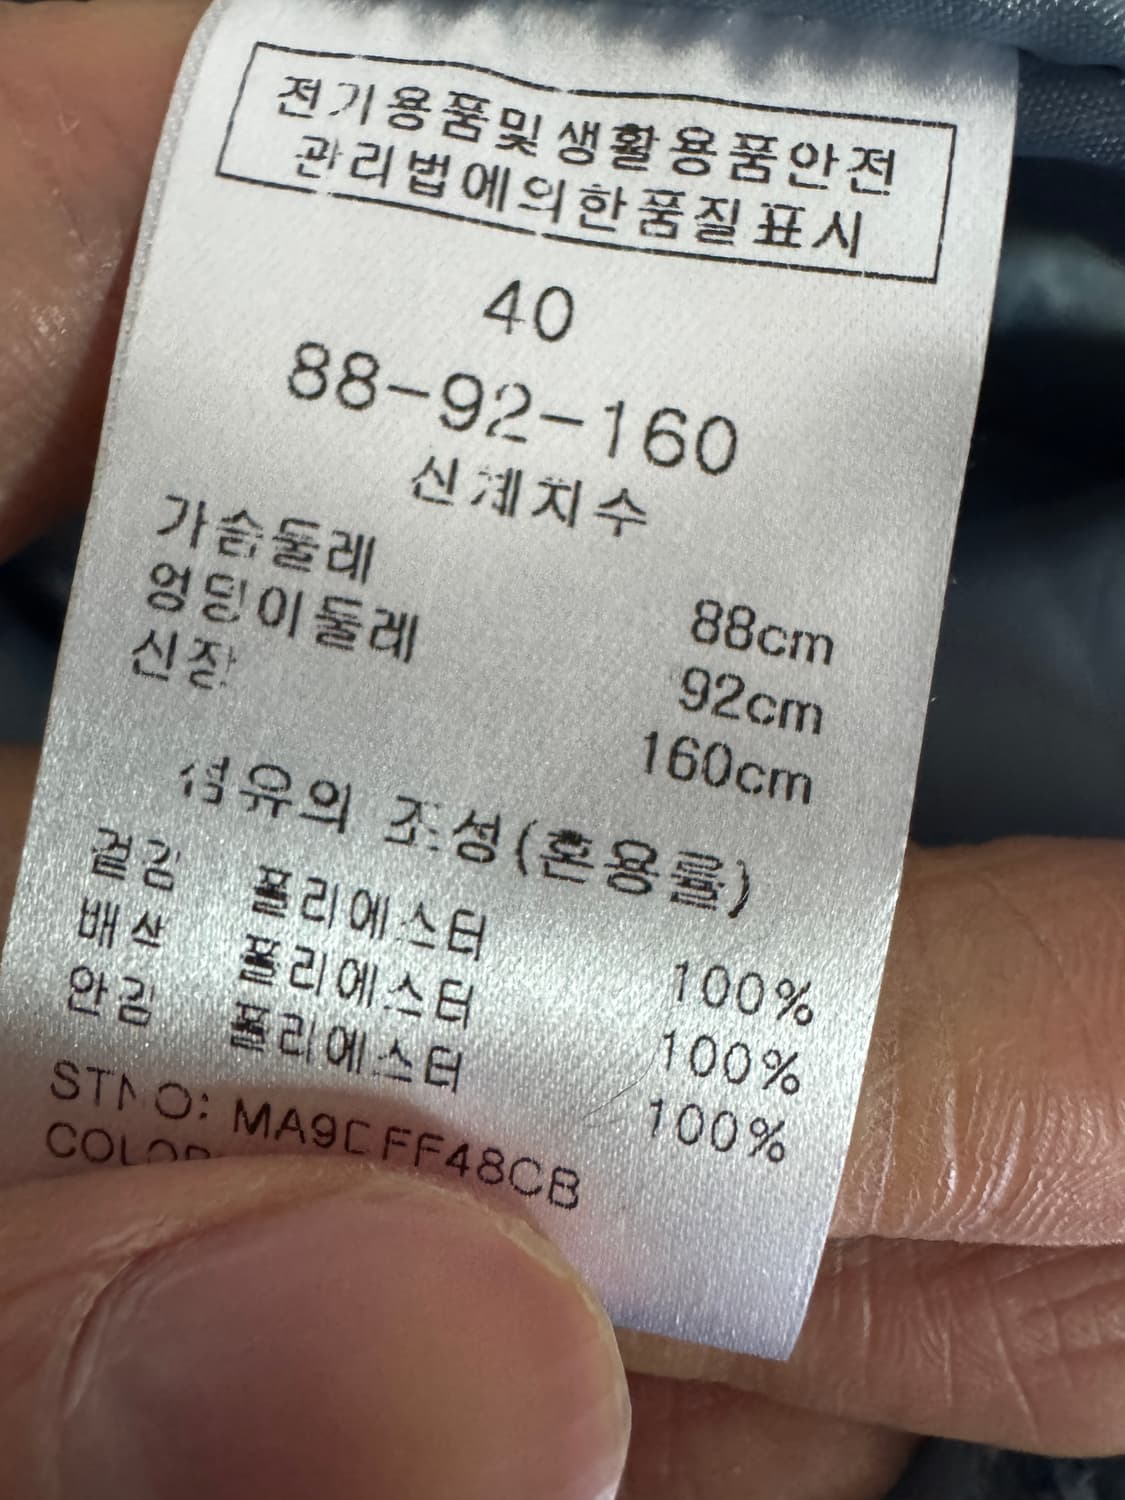 전기용품및생활용품안전
관리법에의한품질표시
40
88-92-160
신체치수
가슴둘레 88cm
엉덩이둘레 92cm
신장 160cm
섬유의 조성(혼용률)
겉감 폴리에스터 100%
배색 폴리에스터 100%
안감 폴리에스터 100%
STNO: MA9DFF48CB
COLOR